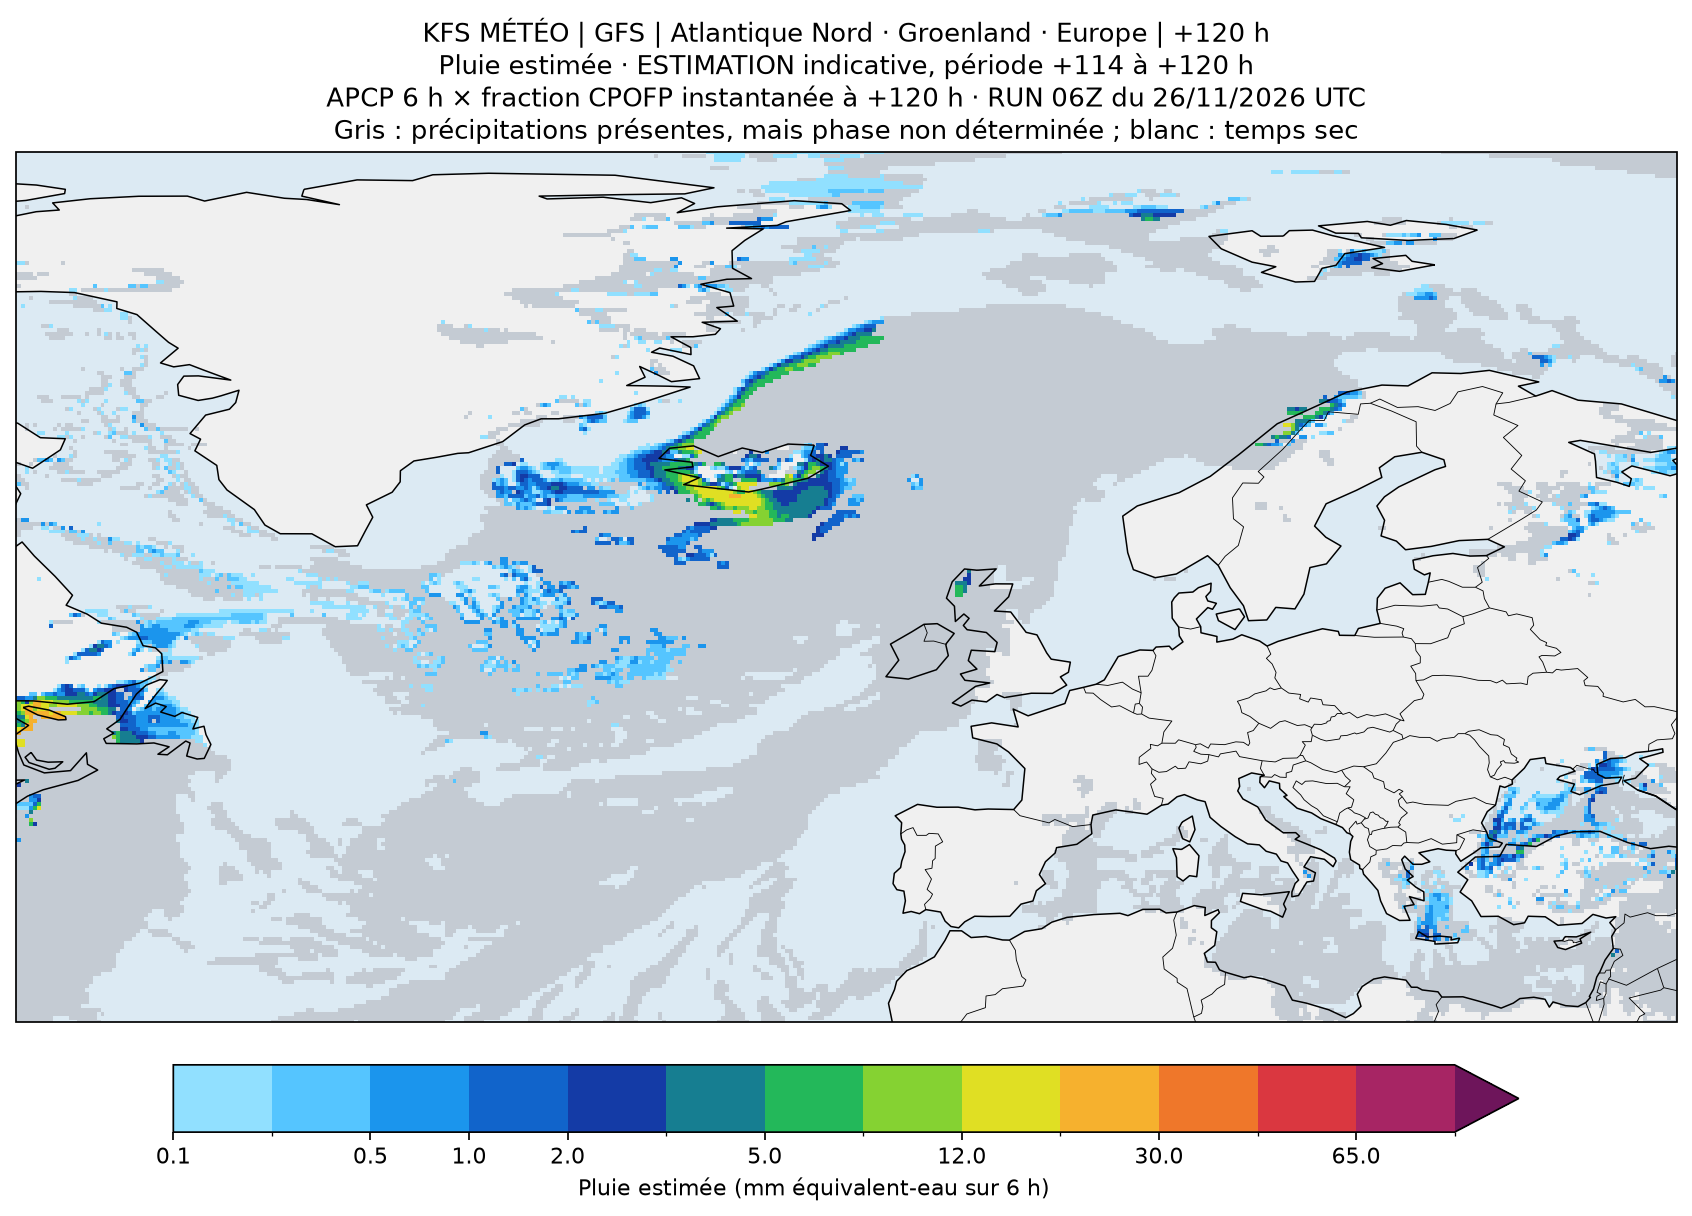 KFS MÉTÉO | GFS | Atlantique Nord · Groenland · Europe | +120 h
Pluie estimée · ESTIMATION indicative, période +114 à +120 h
APCP 6 h × fraction CPOFP instantanée à +120 h · RUN 06Z du 26/11/2026 UTC
Gris : précipitations présentes, mais phase non déterminée ; blanc : temps sec
0.1 0.5 1.0 2.0 5.0 12.0 30.0 65.0
Pluie estimée (mm équivalent-eau sur 6 h)